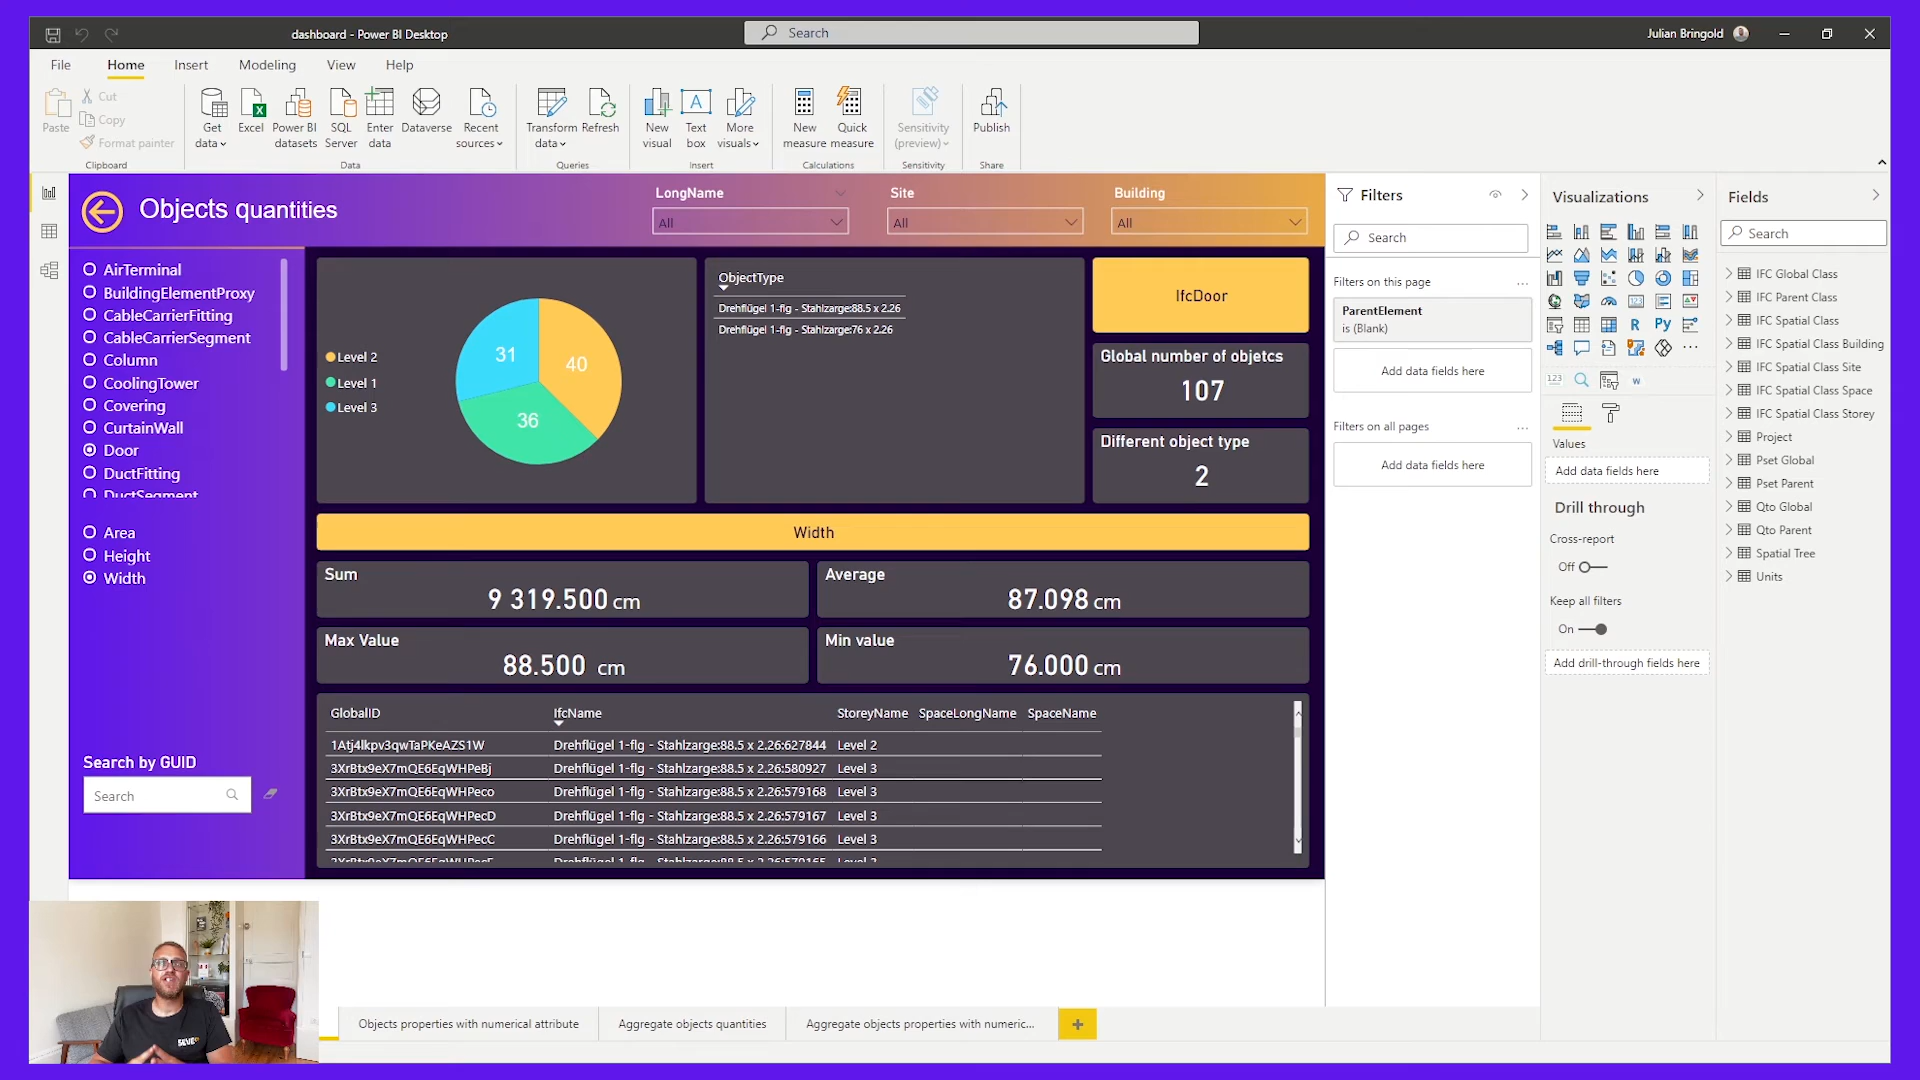 dashboard - Power BI Desktop
Search
Julian Bringold
File Home Insert Modeling View Help
Paste
Cut
Copy
Format painter
Clipboard
Get data
Excel
Power BI datasets
SQL Server
Enter data
Dataverse
Recent sources
Data
Transform data
Refresh
Queries
New visual
Text box
More visuals
Insert
New measure
Quick measure
Calculations
Sensitivity (preview)
Sensitivity
Publish
Share
Objects quantities
LongName
All
Site
All
Building
All
AirTerminal
BuildingElementProxy
CableCarrierFitting
CableCarrierSegment
Column
CoolingTower
Covering
CurtainWall
Door
DuctFitting
DuctSegment
Area
Height
Width
Search by GUID
Search
Level 2
Level 1
Level 3
31
40
36
ObjectType
Drehflügel 1-flg - Stahlzarge:88.5 x 2.26
Drehflügel 1-flg - Stahlzarge:76 x 2.26
IfcDoor
Global number of objetcs
107
Different object type
2
Width
Sum
9 319.500 cm
Average
87.098 cm
Max Value
88.500 cm
Min value
76.000 cm
GlobalID IfcName StoreyName SpaceLongName SpaceName
1Atj4lkpv3qwTaPKeAZS1W Drehflügel 1-flg - Stahlzarge:88.5 x 2.26:627844 Level 2
3XrBtx9eX7mQE6EqWHPeBj Drehflügel 1-flg - Stahlzarge:88.5 x 2.26:580927 Level 3
3XrBtx9eX7mQE6EqWHPeco Drehflügel 1-flg - Stahlzarge:88.5 x 2.26:579168 Level 3
3XrBtx9eX7mQE6EqWHPecD Drehflügel 1-flg - Stahlzarge:88.5 x 2.26:579167 Level 3
3XrBtx9eX7mQE6EqWHPecC Drehflügel 1-flg - Stahlzarge:88.5 x 2.26:579166 Level 3
Filters
Search
Filters on this page
ParentElement
is (Blank)
Add data fields here
Filters on all pages
Add data fields here
Visualizations
R Py
123
Values
Add data fields here
Drill through
Cross-report
Off
Keep all filters
On
Add drill-through fields here
Fields
Search
IFC Global Class
IFC Parent Class
IFC Spatial Class
IFC Spatial Class Building
IFC Spatial Class Site
IFC Spatial Class Space
IFC Spatial Class Storey
Project
Pset Global
Pset Parent
Qto Global
Qto Parent
Spatial Tree
Units
Objects properties with numerical attribute
Aggregate objects quantities
Aggregate objects properties with numeric...